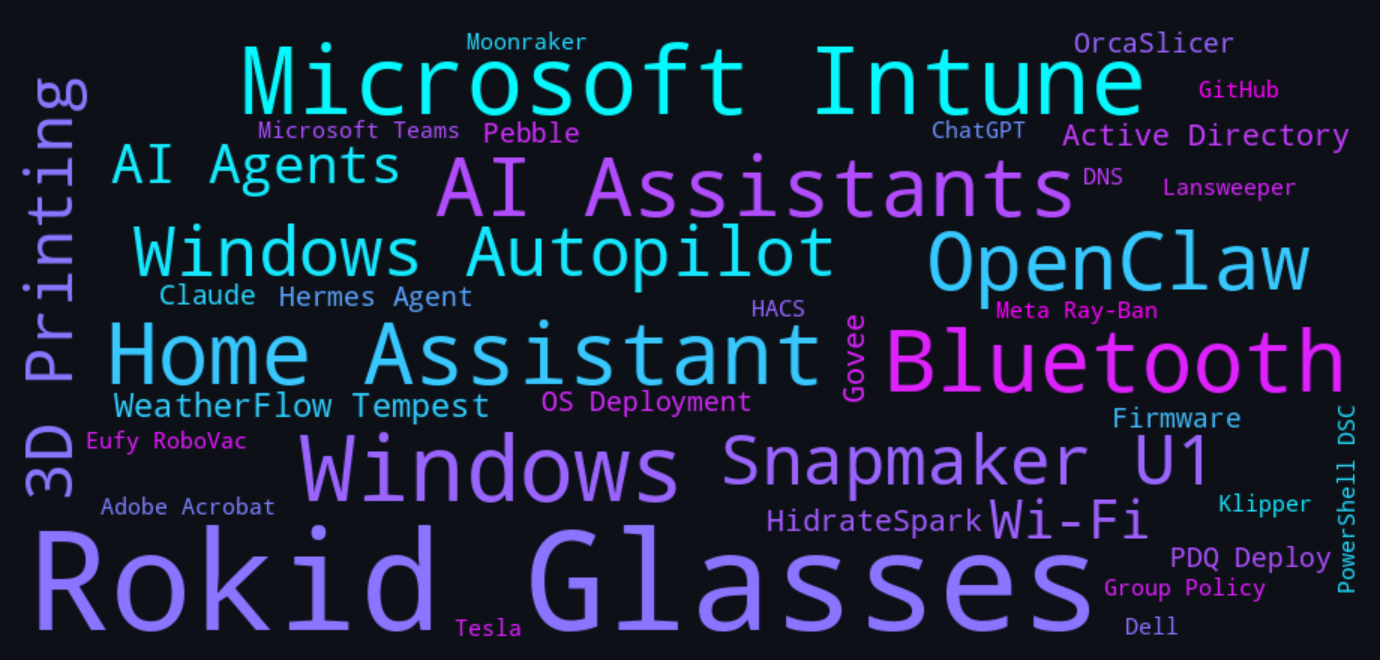 Moonraker
OrcaSlicer
Microsoft Intune
GitHub
3D Printing
Microsoft Teams
Pebble
ChatGPT
Active Directory
AI Agents
AI Assistants
DNS
Lansweeper
Windows Autopilot
OpenClaw
Claude
Hermes Agent
HACS
Meta Ray-Ban
Home Assistant
Govee
Bluetooth
WeatherFlow Tempest
OS Deployment
Firmware
PowerShell DSC
Eufy RoboVac
Windows
Snapmaker U1
Adobe Acrobat
HidrateSpark
Wi-Fi
Klipper
Rokid Glasses
PDQ Deploy
Group Policy
Tesla
Dell